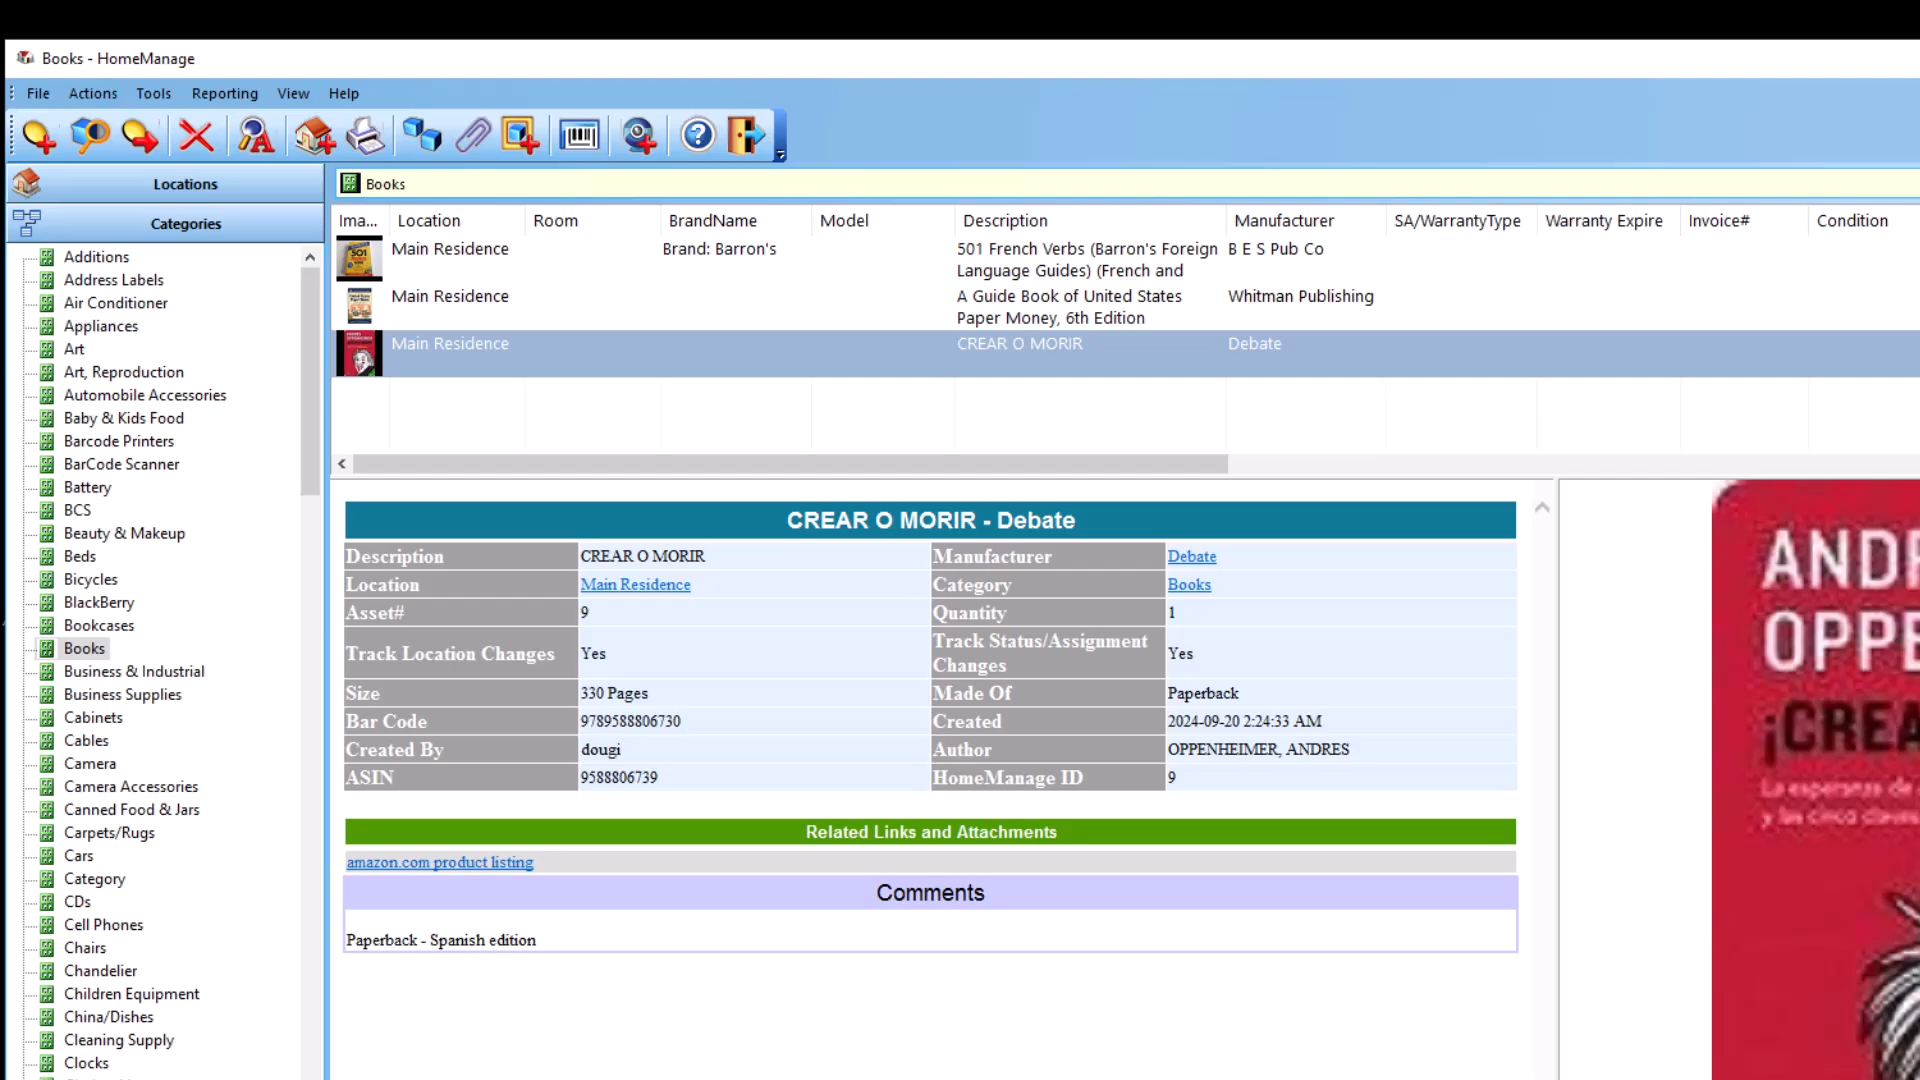 Books - HomeManage
File Actions Tools Reporting View Help
Locations
Categories
Additions
Address Labels
Air Conditioner
Appliances
Art
Art, Reproduction
Automobile Accessories
Baby & Kids Food
Barcode Printers
BarCode Scanner
Battery
BCS
Beauty & Makeup
Beds
Bicycles
BlackBerry
Bookcases
Books
Business & Industrial
Business Supplies
Cabinets
Cables
Camera
Camera Accessories
Canned Food & Jars
Carpets/Rugs
Cars
Category
CDs
Cell Phones
Chairs
Chandelier
Children Equipment
China/Dishes
Cleaning Supply
Clocks
Books
Ima... Location Room BrandName Model Description Manufacturer SA/WarrantyType Warranty Expire Invoice# Condition
501
Main Residence Brand: Barron's 501 French Verbs (Barron's Foreign B E S Pub Co
Language Guides) (French and
Main Residence A Guide Book of United States Whitman Publishing
Paper Money, 6th Edition
Main Residence CREAR O MORIR Debate
CREAR O MORIR - Debate
Description CREAR O MORIR Manufacturer Debate
Location Main Residence Category Books
Asset# 9 Quantity 1
Track Location Changes Yes Track Status/Assignment Changes Yes
Size 330 Pages Made Of Paperback
Bar Code 9789588806730 Created 2024-09-20 2:24:33 AM
Created By dougi Author OPPENHEIMER, ANDRES
ASIN 9588806739 HomeManage ID 9
Related Links and Attachments
amazon.com product listing
Comments
Paperback - Spanish edition
ANDR
OPPE
¡CREA
La esperanza de
y las cinco claves